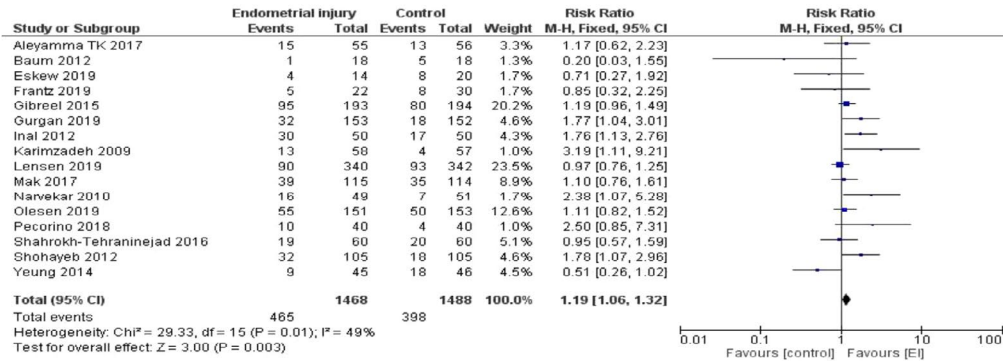 Endometrial injury Control Risk Ratio Risk Ratio
Study or Subgroup Events Total Events Total Weight M-H, Fixed, 95% CI M-H, Fixed, 95% CI
Aleyamma TK 2017 15 55 13 56 3.3% 1.17 [0.62, 2.23]
Baum 2012 1 18 5 18 1.3% 0.20 [0.03, 1.55]
Eskew 2019 4 14 8 20 1.7% 0.71 [0.27, 1.92]
Frantz 2019 5 22 8 30 1.7% 0.85 [0.32, 2.25]
Gibreel 2015 95 193 80 194 20.2% 1.19 [0.96, 1.49]
Gurgan 2019 32 153 18 152 4.6% 1.77 [1.04, 3.01]
Inal 2012 30 50 17 50 4.3% 1.76 [1.13, 2.76]
Karimzadeh 2009 13 58 4 57 1.0% 3.19 [1.11, 9.21]
Lensen 2019 90 340 93 342 23.5% 0.97 [0.76, 1.25]
Mak 2017 39 115 35 114 8.9% 1.10 [0.76, 1.61]
Narvekar 2010 16 49 7 51 1.7% 2.38 [1.07, 5.28]
Olesen 2019 55 151 50 153 12.6% 1.11 [0.82, 1.52]
Pecorino 2018 10 40 4 40 1.0% 2.50 [0.85, 7.31]
Shahrokh-Tehraninejad 2016 19 60 20 60 5.1% 0.95 [0.57, 1.59]
Shohayeb 2012 32 105 18 105 4.6% 1.78 [1.07, 2.96]
Yeung 2014 9 45 18 46 4.5% 0.51 [0.26, 1.02]
Total (95% CI) 1468 1488 100.0% 1.19 [1.06, 1.32]
Total events 465 398
Heterogeneity: Chi² = 29.33, df = 15 (P = 0.01); I² = 49%
Test for overall effect: Z = 3.00 (P = 0.003)
0.01 0.1 1 10 100
Favours [control] Favours [EI]